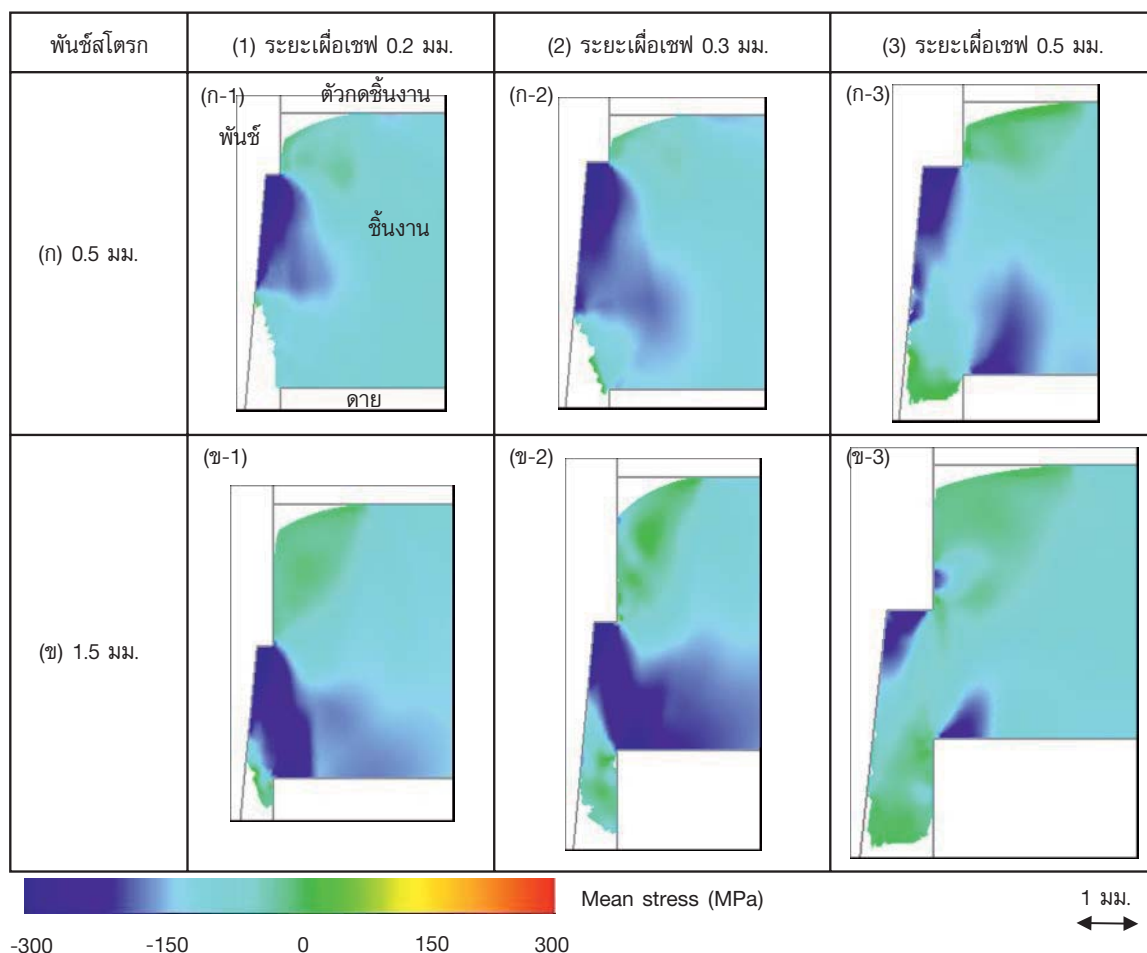 พันช์สโตรก (1) ระยะเผื่อเชฟ 0.2 มม. (2) ระยะเผื่อเชฟ 0.3 มม. (3) ระยะเผื่อเชฟ 0.5 มม.
(ก-1) (ก-2) (ก-3)
ตัวกดชิ้นงาน
พันช์
ชิ้นงาน
(ก) 0.5 มม.
ดาย
(ข-1) (ข-2) (ข-3)
(ข) 1.5 มม.
Mean stress (MPa) 1 มม.
-300 -150 0 150 300